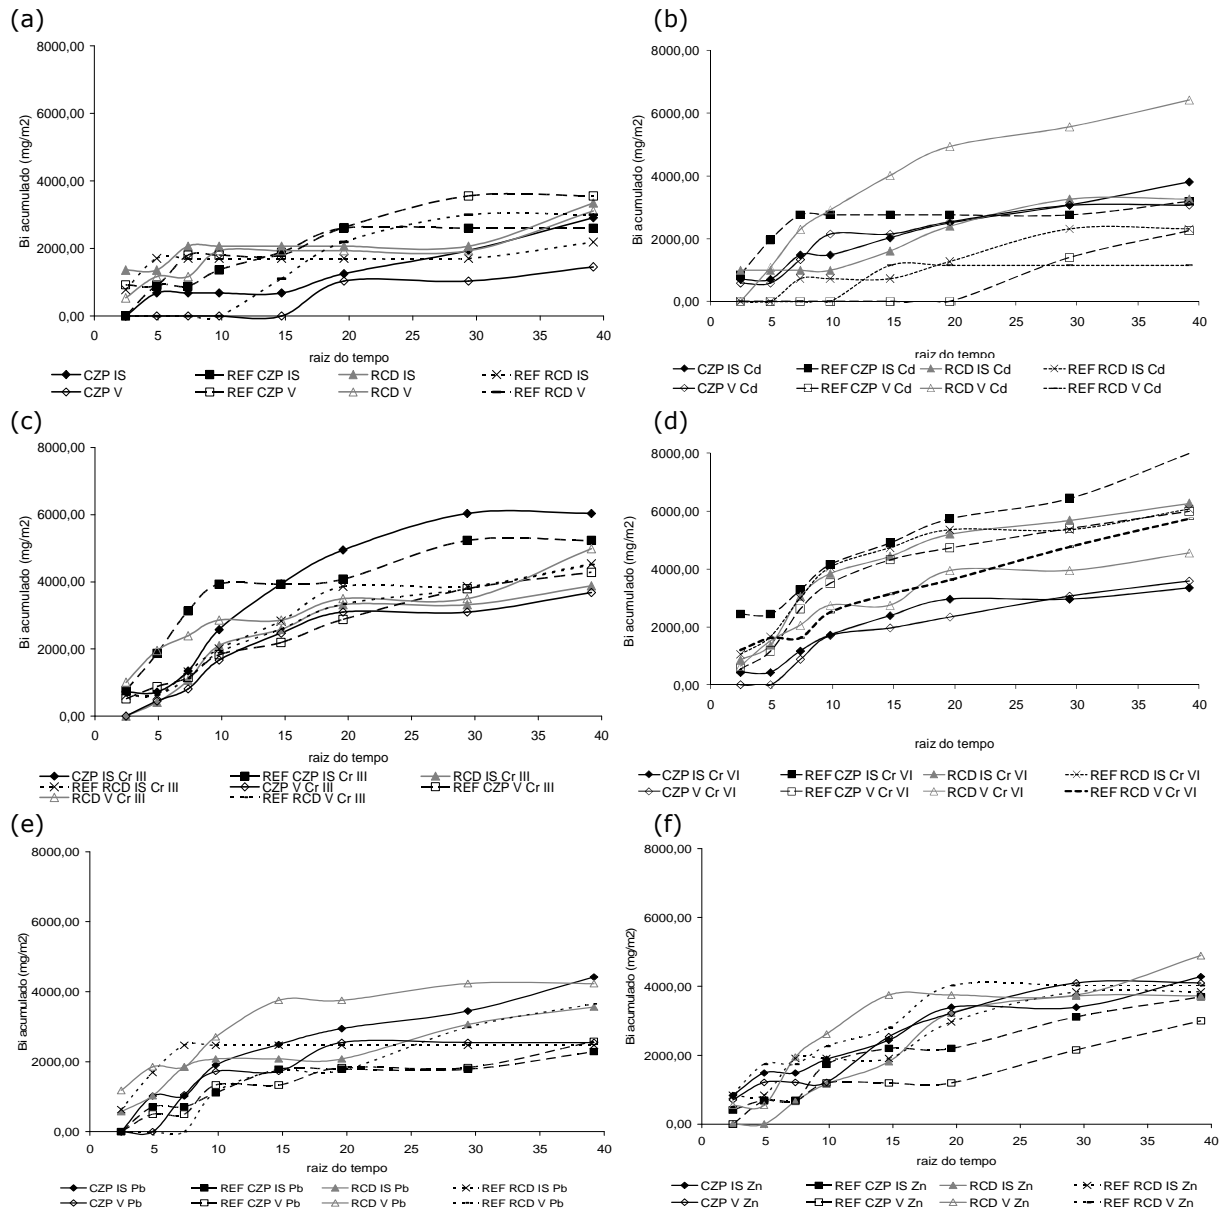 (a)
8000,00
6000,00
4000,00
2000,00
0,00
Bi acumulado (mg/m2)
0 5 10 15 20 25 30 35 40
raiz do tempo
CZP IS REF CZP IS RCD IS REF RCD IS
CZP V REF CZP V RCD V REF RCD V
(b)
8000,00
6000,00
4000,00
2000,00
0,00
Bi acumulado (mg/m2)
0 5 10 15 20 25 30 35 40
raiz do tempo
CZP IS Cd REF CZP IS Cd RCD IS Cd REF RCD IS Cd
CZP V Cd REF CZP V Cd RCD V Cd REF RCD V Cd
(c)
8000,00
6000,00
4000,00
2000,00
0,00
Bi acumulado (mg/m2)
0 5 10 15 20 25 30 35 40
raiz do tempo
CZP IS Cr III REF CZP IS Cr III RCD IS Cr III
REF RCD IS Cr III CZP V Cr III REF CZP V Cr III
RCD V Cr III REF RCD V Cr III
(d)
8000,00
6000,00
4000,00
2000,00
0,00
Bi acumulado (mg/m2)
0 5 10 15 20 25 30 35 40
raiz do tempo
CZP IS Cr VI REF CZP IS Cr VI RCD IS Cr VI REF RCD IS Cr VI
CZP V Cr VI REF CZP V Cr VI RCD V Cr VI REF RCD V Cr VI
(e)
8000,00
6000,00
4000,00
2000,00
0,00
Bi acumulado (mg/m2)
0 5 10 15 20 25 30 35 40
raiz do tempo
CZP IS Pb REF CZP IS Pb RCD IS Pb REF RCD IS Pb
CZP V Pb REF CZP V Pb RCD V Pb REF RCD V Pb
(f)
8000,00
6000,00
4000,00
2000,00
0,00
Bi acumulado (mg/m2)
0 5 10 15 20 25 30 35 40
raiz do tempo
CZP IS Zn REF CZP IS Zn RCD IS Zn REF RCD IS Zn
CZP V Zn REF CZP V Zn RCD V Zn REF RCD V Zn